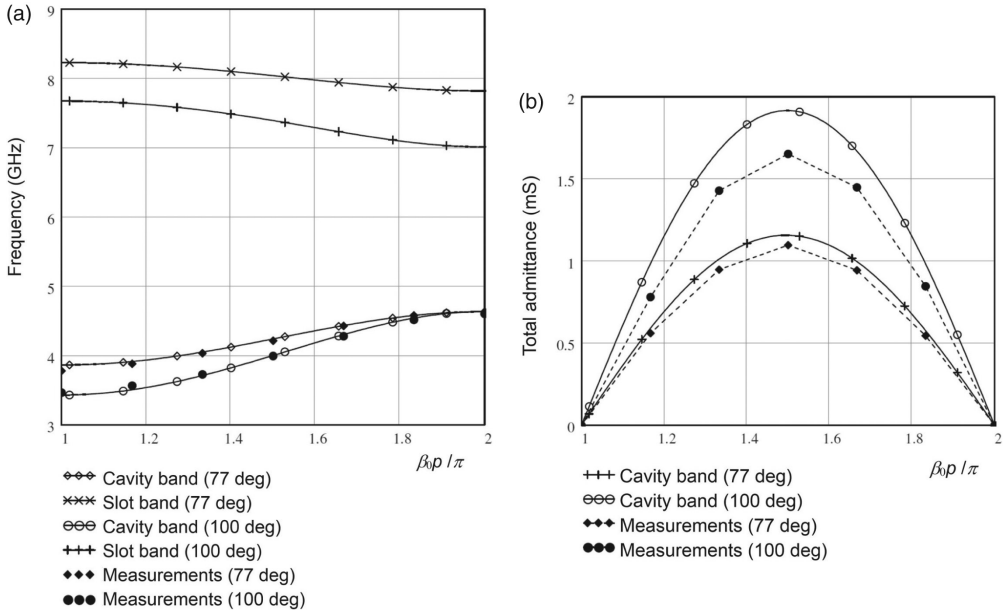 (a)
9
8
7
6
5
4
3
Frequency (GHz)
1 1.2 1.4 1.6 1.8 2
β₀p /π
Cavity band (77 deg)
Slot band (77 deg)
Cavity band (100 deg)
Slot band (100 deg)
Measurements (77 deg)
Measurements (100 deg)
(b)
2
1.5
1
0.5
0
Total admittance (mS)
1 1.2 1.4 1.6 1.8 2
β₀p /π
Cavity band (77 deg)
Cavity band (100 deg)
Measurements (77 deg)
Measurements (100 deg)